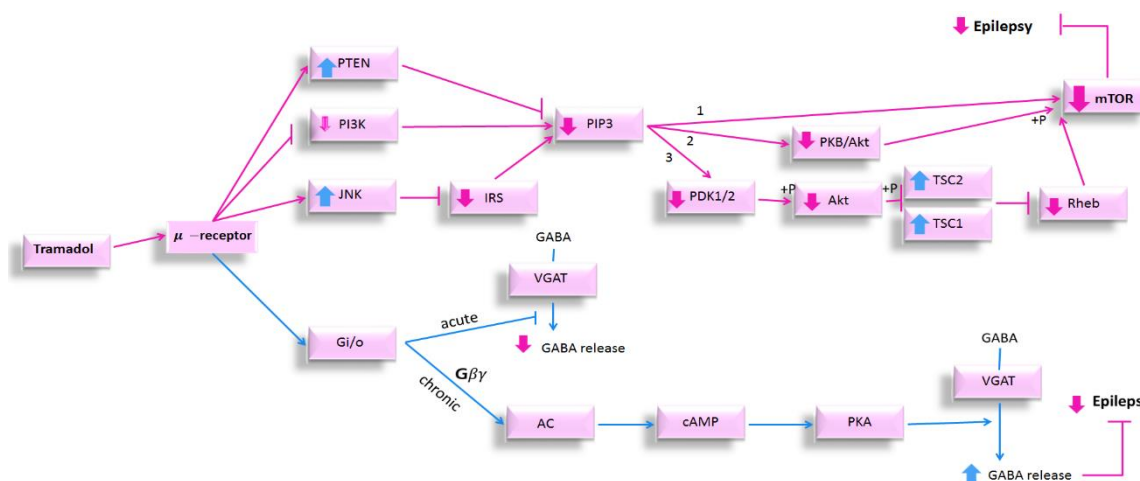 Epilepsy
PTEN
mTOR
PI3K
PIP3
1
+P
2
PKB/Akt
3
JNK
IRS
PDK1/2
+P
Akt
+P
TSC2
TSC1
Rheb
Tramadol
μ −receptor
GABA
VGAT
acute
GABA release
Gi/o
Gβγ
chronic
GABA
VGAT
Epileps
AC
cAMP
PKA
GABA release